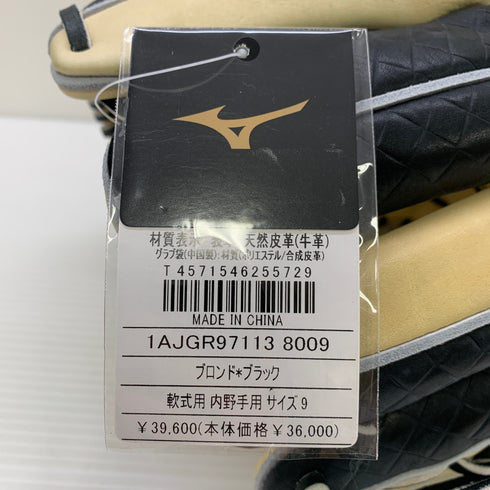 材質表示 表 天然皮革(牛革)
グラブ袋(中国製):材質(ポリエステル/合成皮革)
T 4571546255729
MADE IN CHINA
1AJGR97113 8009
ブロンド*ブラック
軟式用 内野手用 サイズ9
￥39,600(本体価格￥36,000)